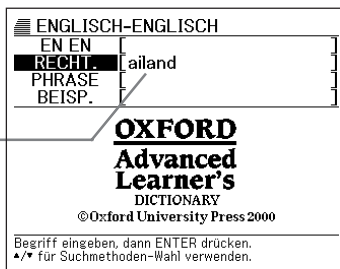 ENGLISCH-ENGLISCH
EN EN [ ]
RECHT. [ailand ]
PHRASE [ ]
BEISP. [ ]
OXFORD
Advanced
Learner's
DICTIONARY
©Oxford University Press 2000
Begriff eingeben, dann ENTER drücken.
▲/▼ für Suchmethoden-Wahl verwenden.